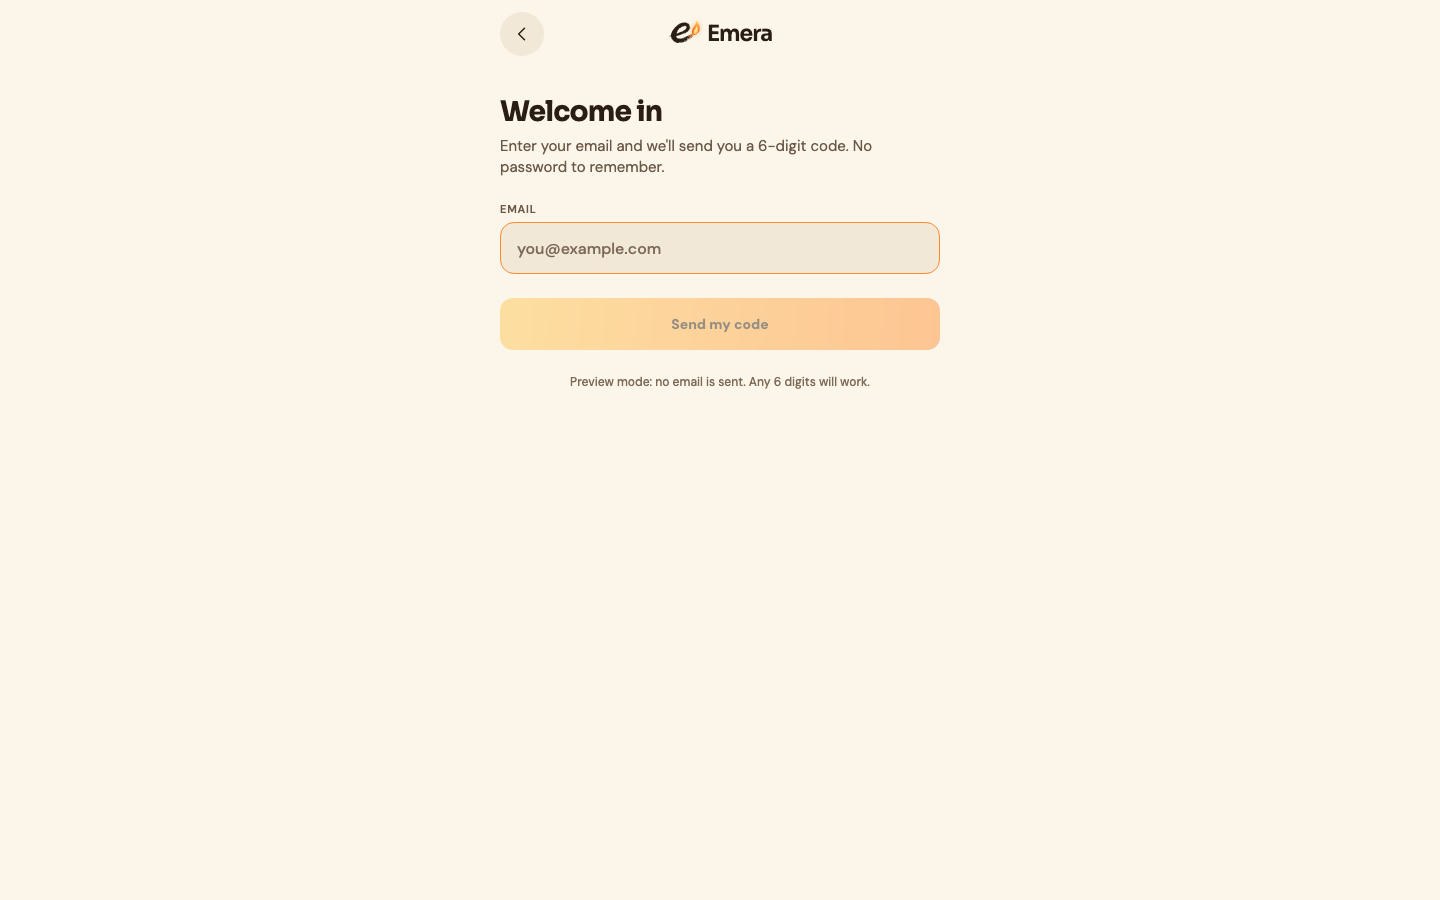 Emera
Welcome in
Enter your email and we'll send you a 6-digit code. No
password to remember.
EMAIL
you@example.com
Send my code
Preview mode: no email is sent. Any 6 digits will work.